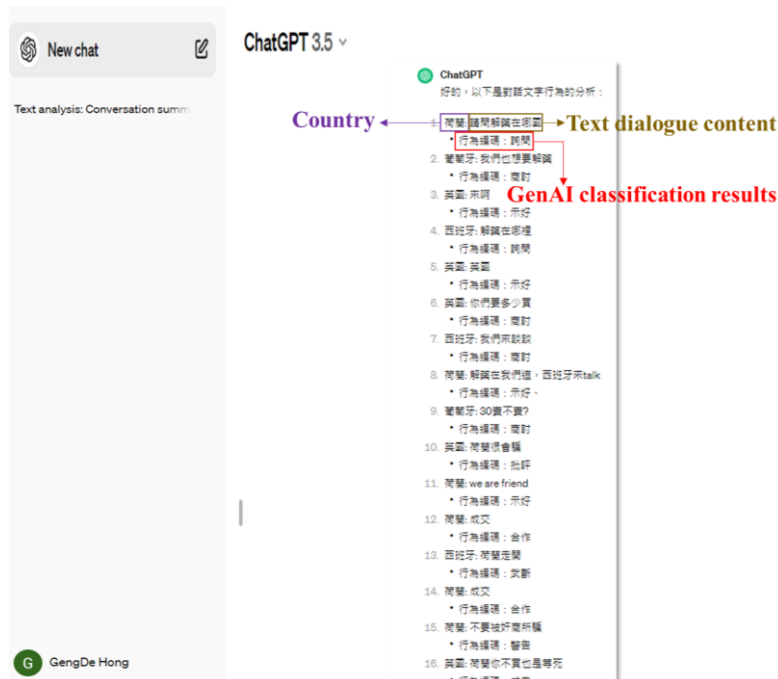 New chat
ChatGPT 3.5
Text analysis: Conversation summ
ChatGPT
好的，以下是對話文字行為的分析：
Country
1. 荷蘭: 請問解藥在哪
Text dialogue content
• 行為編碼：詢問
2. 葡萄牙: 我們也想要解藥
• 行為編碼：商討
GenAI classification results
3. 英國: 來啊
• 行為編碼：示好
4. 西班牙: 解藥在哪裡
• 行為編碼：詢問
5. 英國: 英國
• 行為編碼：示好
6. 英國: 你們要多少買
• 行為編碼：商討
7. 西班牙: 我們來談談
• 行為編碼：商討
8. 荷蘭: 解藥在我們這，西班牙來talk
• 行為編碼：示好、
9. 葡萄牙: 30賣不賣?
• 行為編碼：商討
10. 英國: 荷蘭很會騙
• 行為編碼：批評
11. 荷蘭: we are friend
• 行為編碼：示好
12. 荷蘭: 成交
• 行為編碼：合作
13. 西班牙: 荷蘭走開
• 行為編碼：武斷
14. 荷蘭: 成交
• 行為編碼：合作
15. 荷蘭: 不要被奸商所騙
• 行為編碼：警告
16. 英國: 荷蘭你不買也是等死
G
GengDe Hong